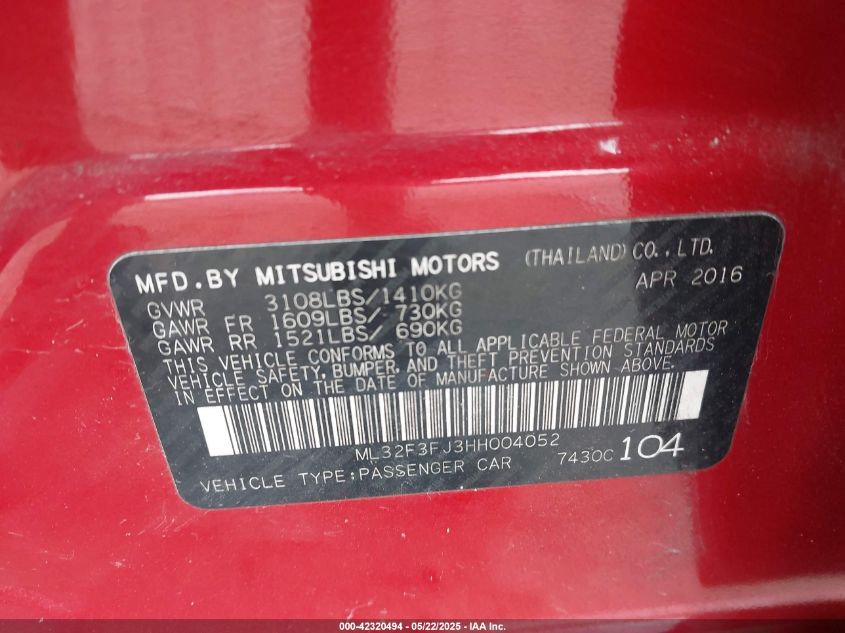 MFD.BY MITSUBISHI MOTORS (THAILAND) CO., LTD.
APR 2016
GVWR 3108LBS/1410KG
GAWR FR 1609LBS/ 730KG
GAWR RR 1521LBS/ 690KG
THIS VEHICLE CONFORMS TO ALL APPLICABLE FEDERAL MOTOR
VEHICLE SAFETY, BUMPER, AND THEFT PREVENTION STANDARDS
IN EFFECT ON THE DATE OF MANUFACTURE SHOWN ABOVE.
ML32F3FJ3HH004052
VEHICLE TYPE:PASSENGER CAR 7430C 104
000-42320494 - 05/22/2025 - IAA Inc.